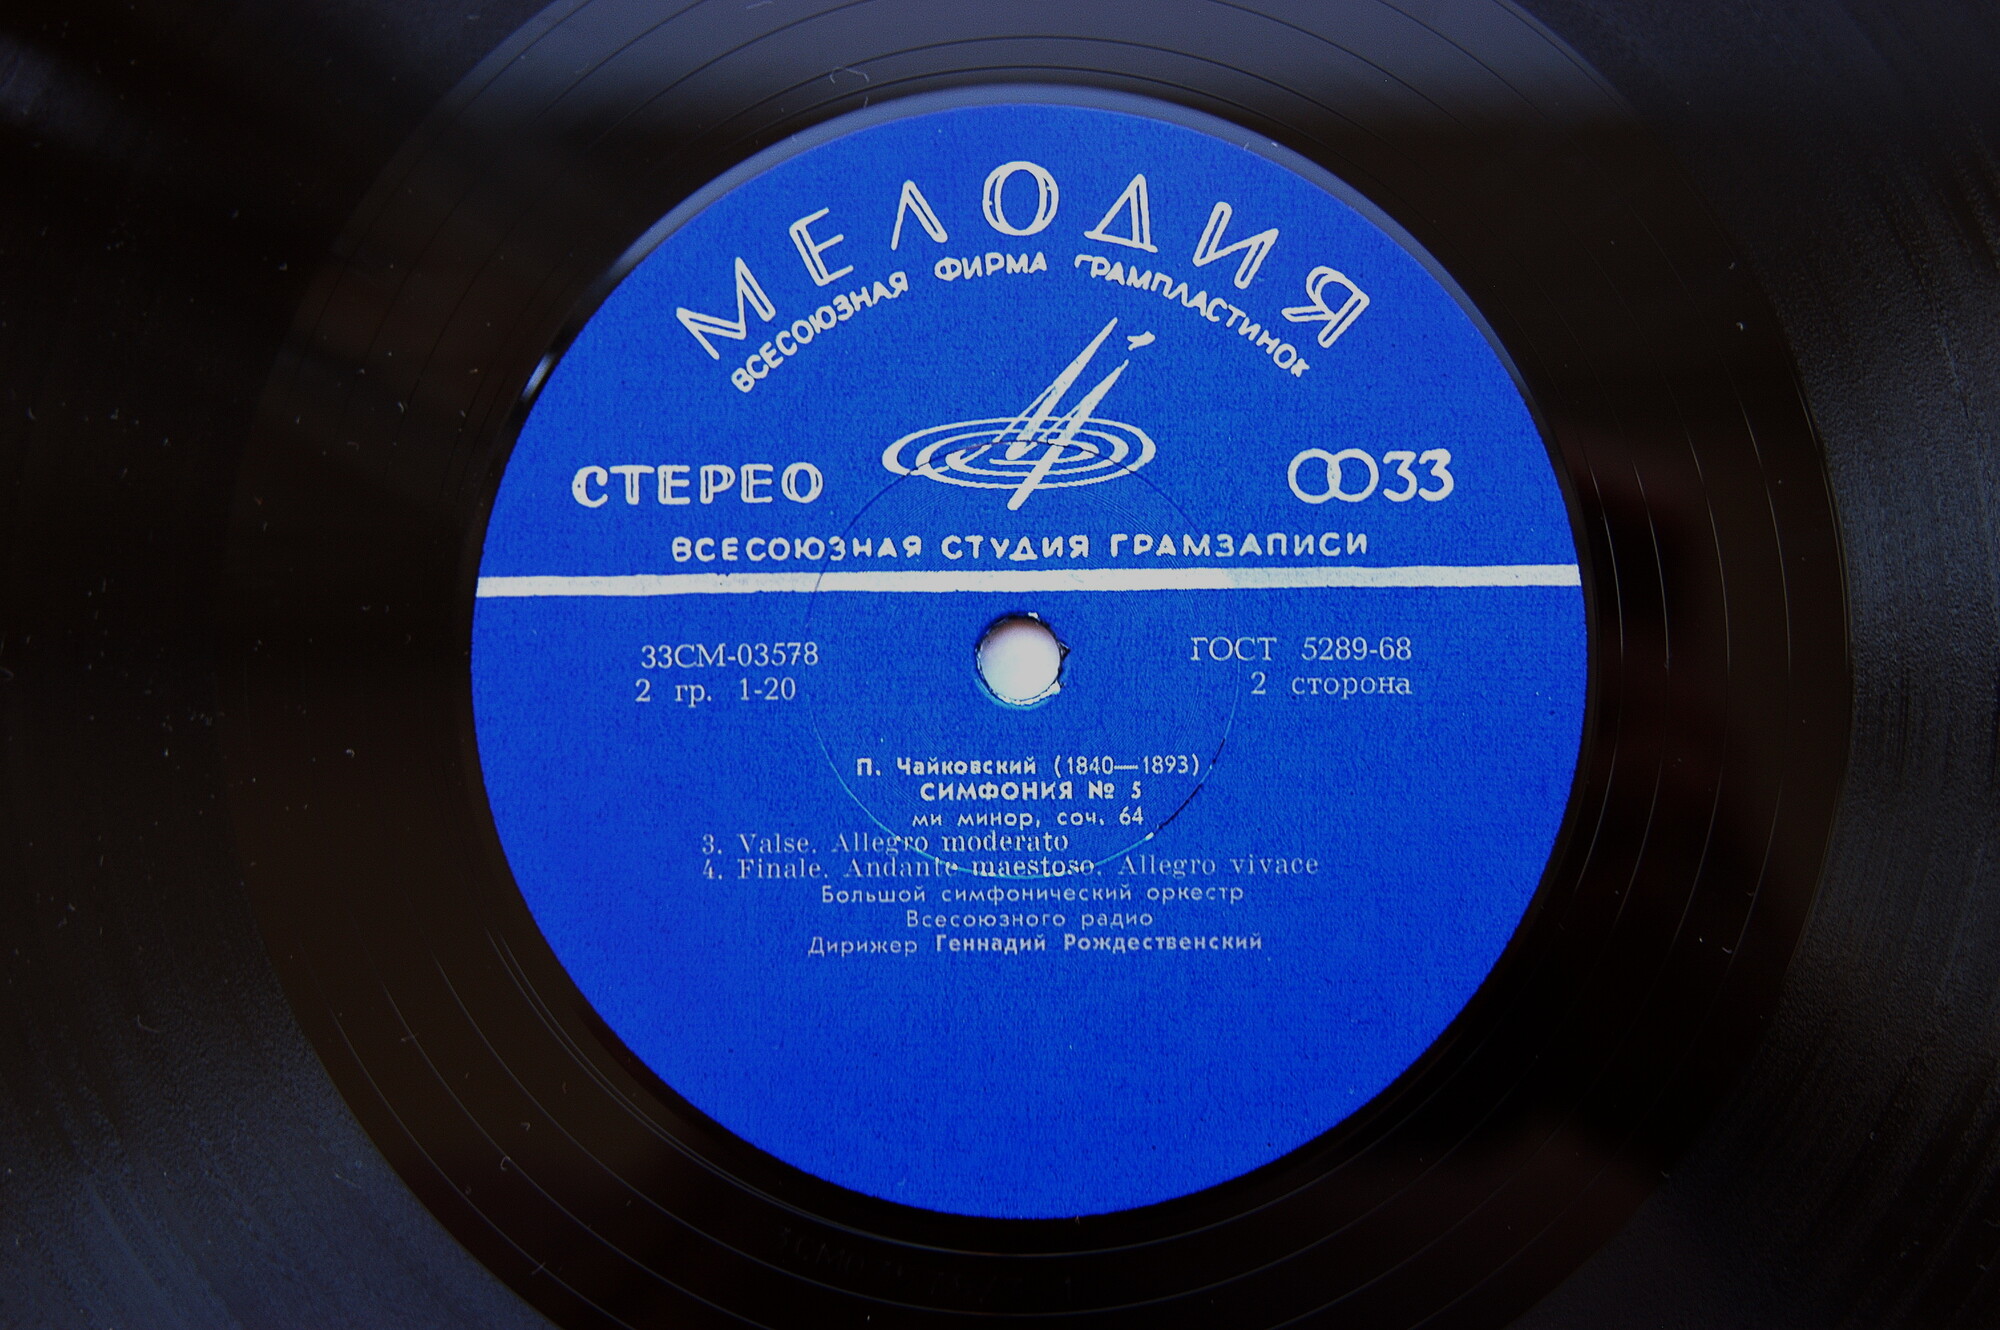 МЕЛОДИЯ
ВСЕСОЮЗНАЯ ФИРМА ГРАМПЛАСТИНОК
СТЕРЕО
33
ВСЕСОЮЗНАЯ СТУДИЯ ГРАМЗАПИСИ
33СМ-03578
ГОСТ 5289-68
2 гр. 1-20
2 сторона
П. Чайковский (1840—1893)
СИМФОНИЯ № 5
ми минор, соч. 64
3. Valse. Allegro moderato
4. Finale. Andante maestoso. Allegro vivace
Большой симфонический оркестр
Всесоюзного радио
Дирижер Геннадий Рождественский